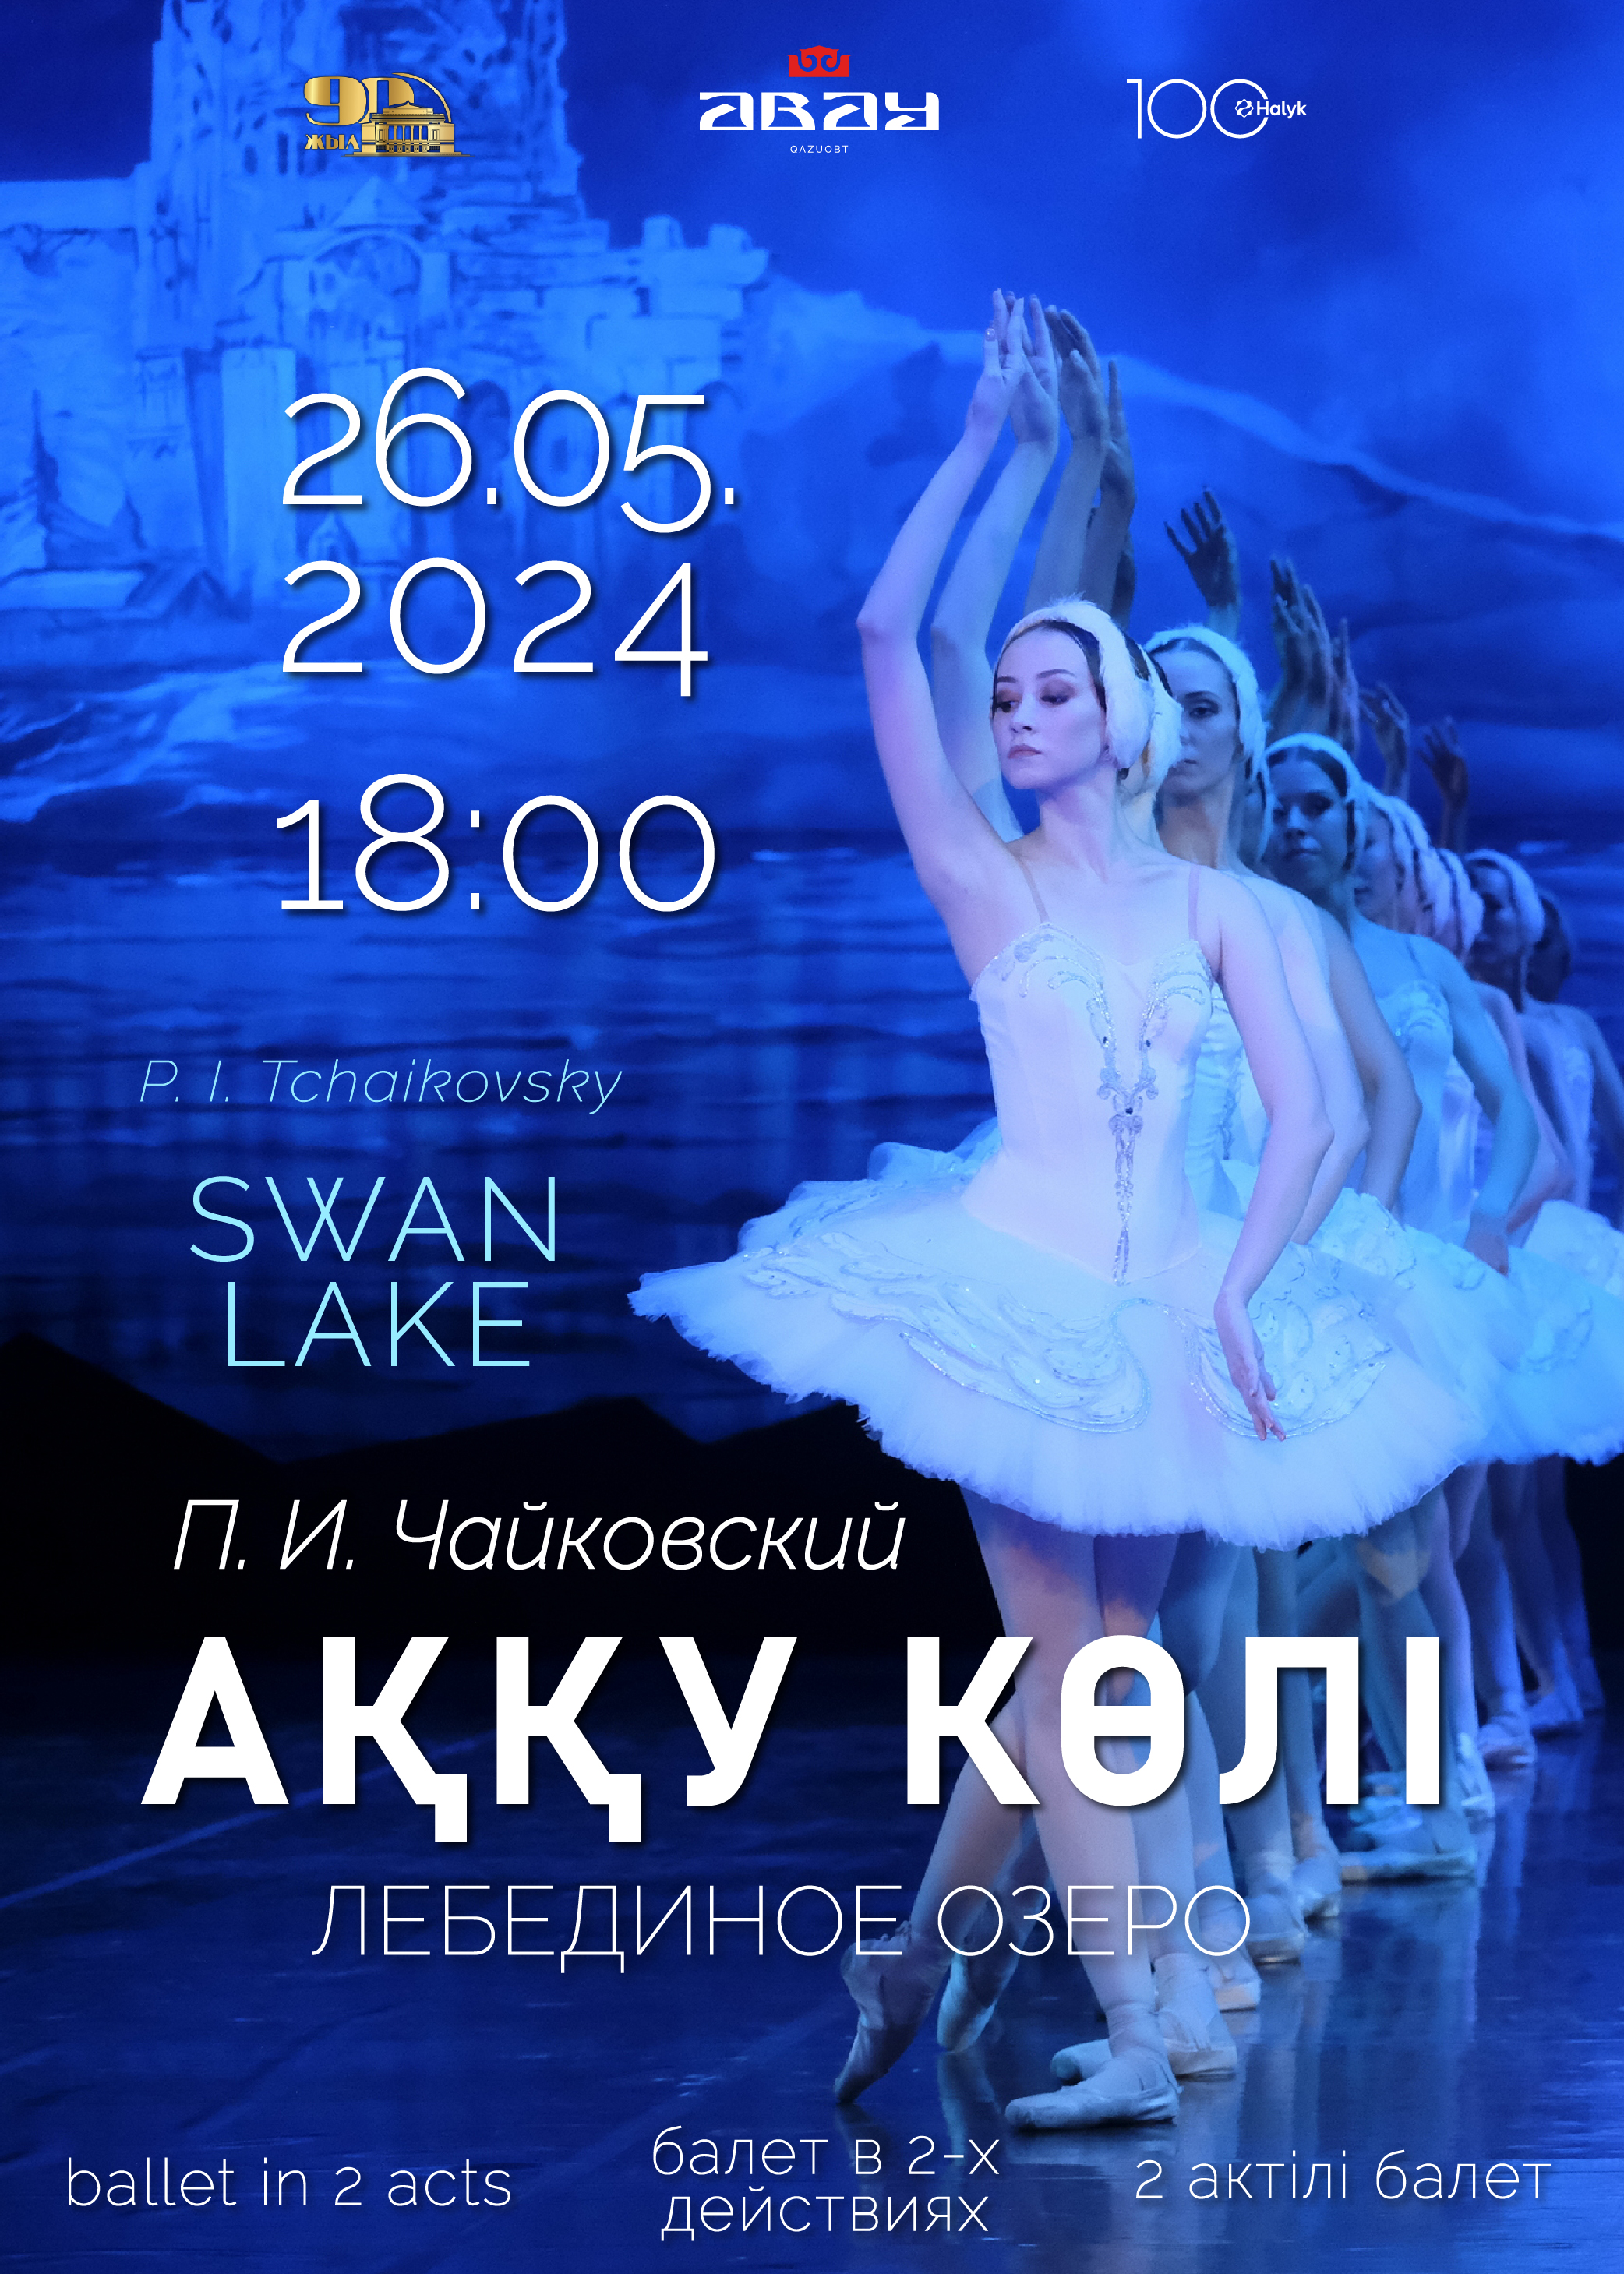 90
ЖЫЛ
ABAY
QAZUOBT
100 Halyk
26.05.
2024
18:00
P. I. Tchaikovsky
SWAN
LAKE
П. И. Чайковский
АҚҚУ КӨЛІ
ЛЕБЕДИНОЕ ОЗЕРО
ballet in 2 acts
балет в 2-х
действиях
2 актілі балет